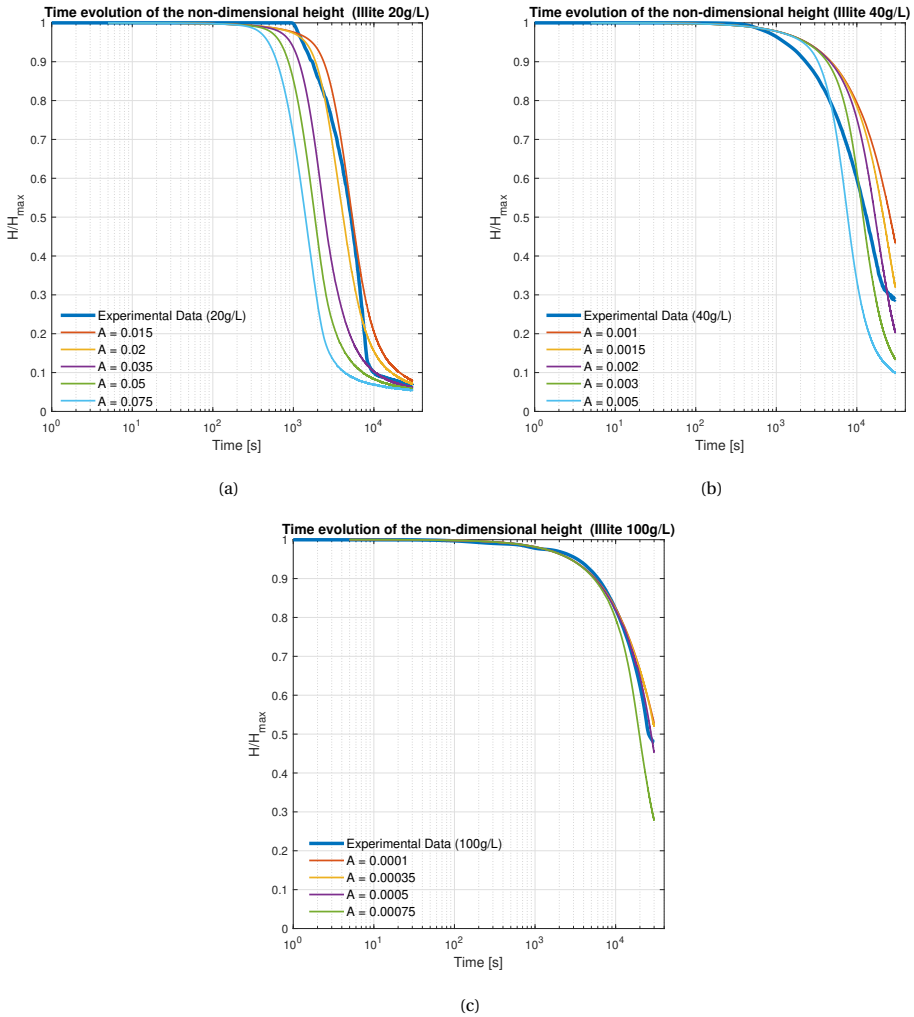 Time evolution of the non-dimensional height (Illite 20g/L)
1
0.9
0.8
0.7
0.6
0.5
0.4
0.3
0.2
0.1
0
H/Hmax
Experimental Data (20g/L)
A = 0.015
A = 0.02
A = 0.035
A = 0.05
A = 0.075
10^0 10^1 10^2 10^3 10^4
Time [s]
(a)
Time evolution of the non-dimensional height (Illite 40g/L)
1
0.9
0.8
0.7
0.6
0.5
0.4
0.3
0.2
0.1
0
H/Hmax
Experimental Data (40g/L)
A = 0.001
A = 0.0015
A = 0.002
A = 0.003
A = 0.005
10^0 10^1 10^2 10^3 10^4
Time [s]
(b)
Time evolution of the non-dimensional height (Illite 100g/L)
1
0.9
0.8
0.7
0.6
0.5
0.4
0.3
0.2
0.1
0
H/Hmax
Experimental Data (100g/L)
A = 0.0001
A = 0.00035
A = 0.0005
A = 0.00075
10^0 10^1 10^2 10^3 10^4
Time [s]
(c)